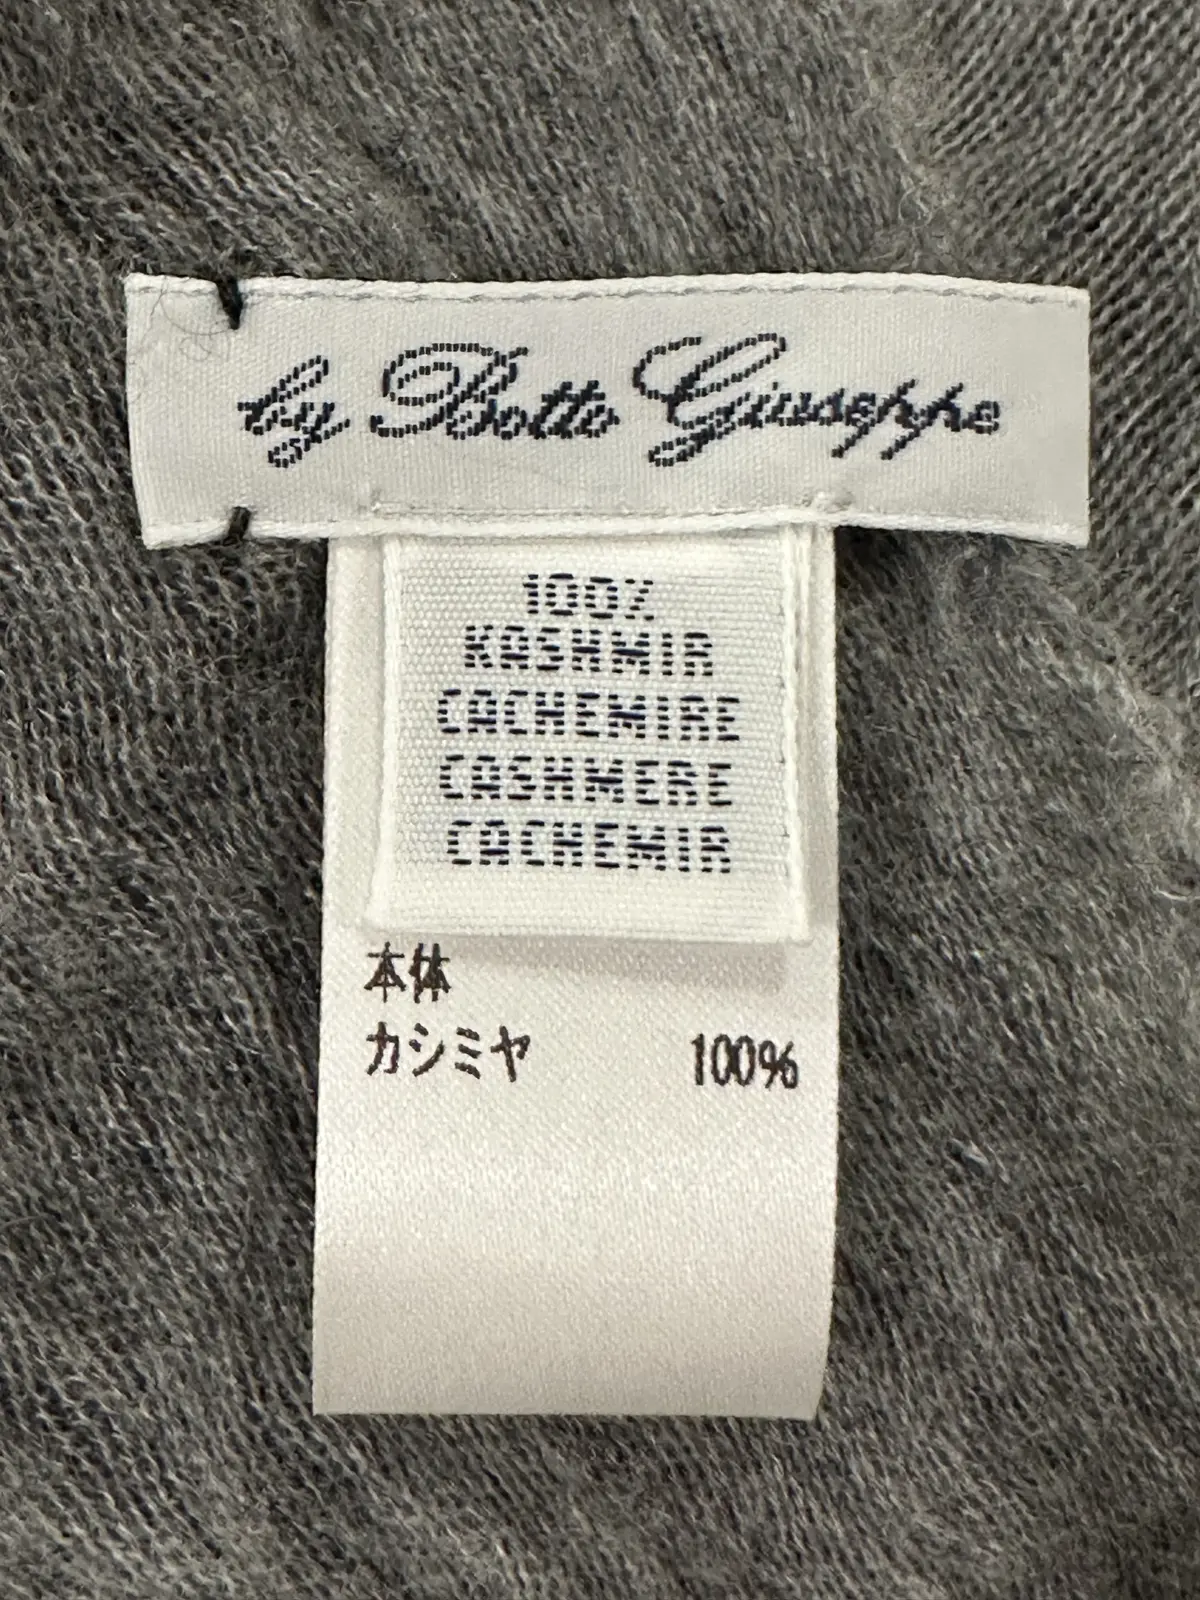 by Botto Giuseppe
100%
KASHMIR
CACHEMIRE
CASHMERE
CACHEMIR
本体
カシミヤ 100%